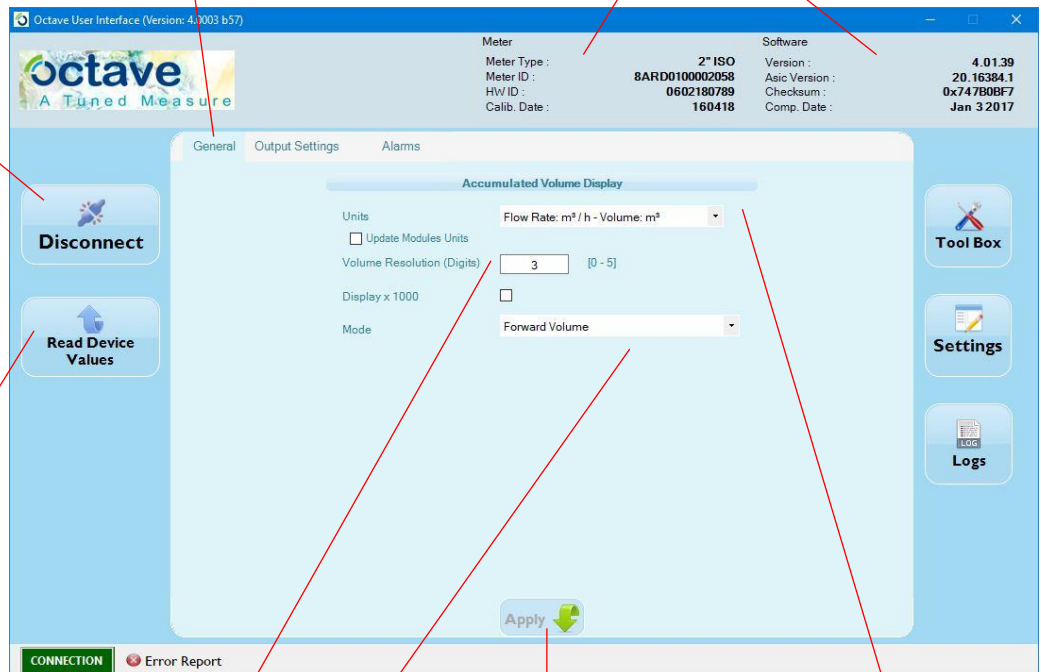 Octave User Interface (Version: 4.0003 b57)
octave
A Tuned Measure
Meter
Meter Type : 2" ISO
Meter ID : 8ARD0100002058
HW ID : 0602180789
Calib. Date : 160418
Software
Version : 4.01.39
Asic Version : 20.16384.1
Checksum : 0x747B0BF7
Comp. Date : Jan 3 2017
General Output Settings Alarms
Accumulated Volume Display
Units Flow Rate: m³ / h - Volume: m³
Update Modules Units
Volume Resolution (Digits) 3 [0 - 5]
Display x 1000
Mode Forward Volume
Apply
Disconnect
Read Device
Values
Tool Box
Settings
LOG
Logs
CONNECTION Error Report